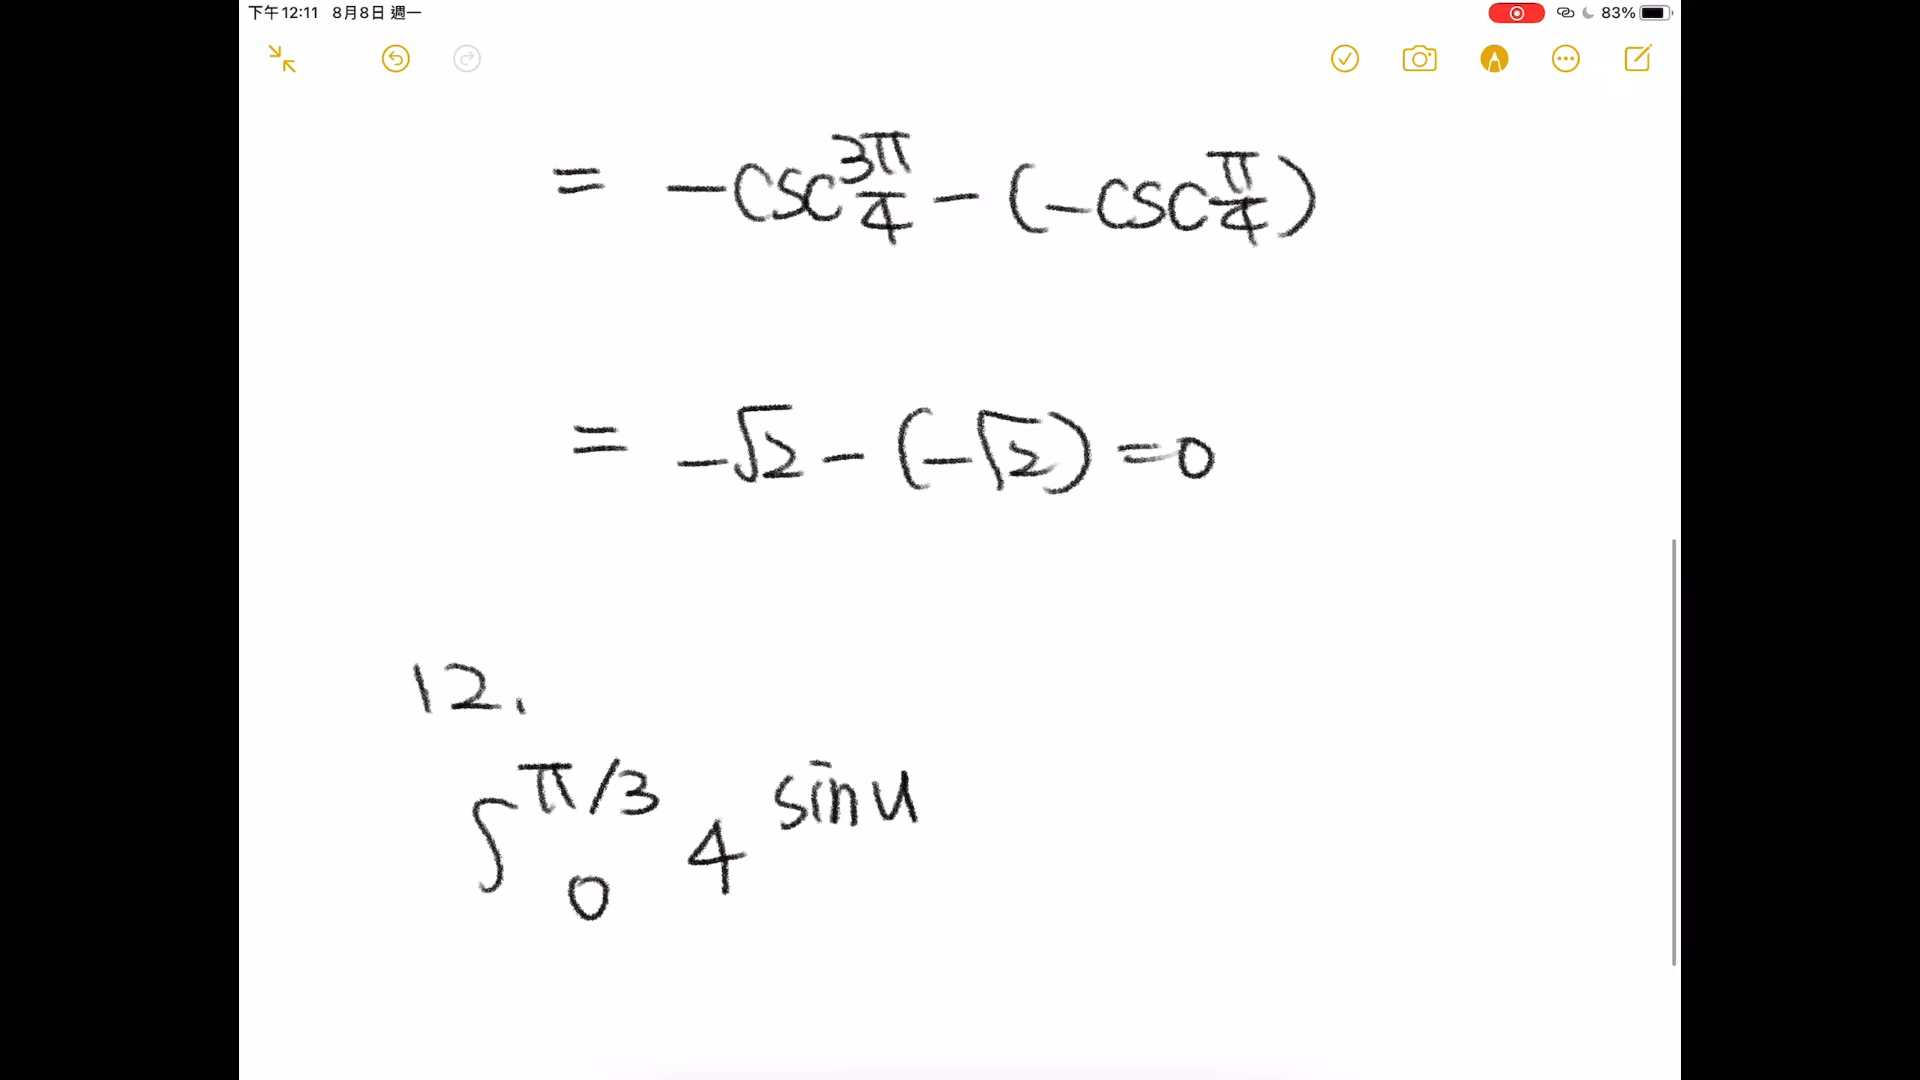 下午12:11 8月8日 週一 83%
= -csc 3π/4 - (-csc π/4)
= -√2 - (-√2) = 0
12.
∫₀^π/3 4 sin u